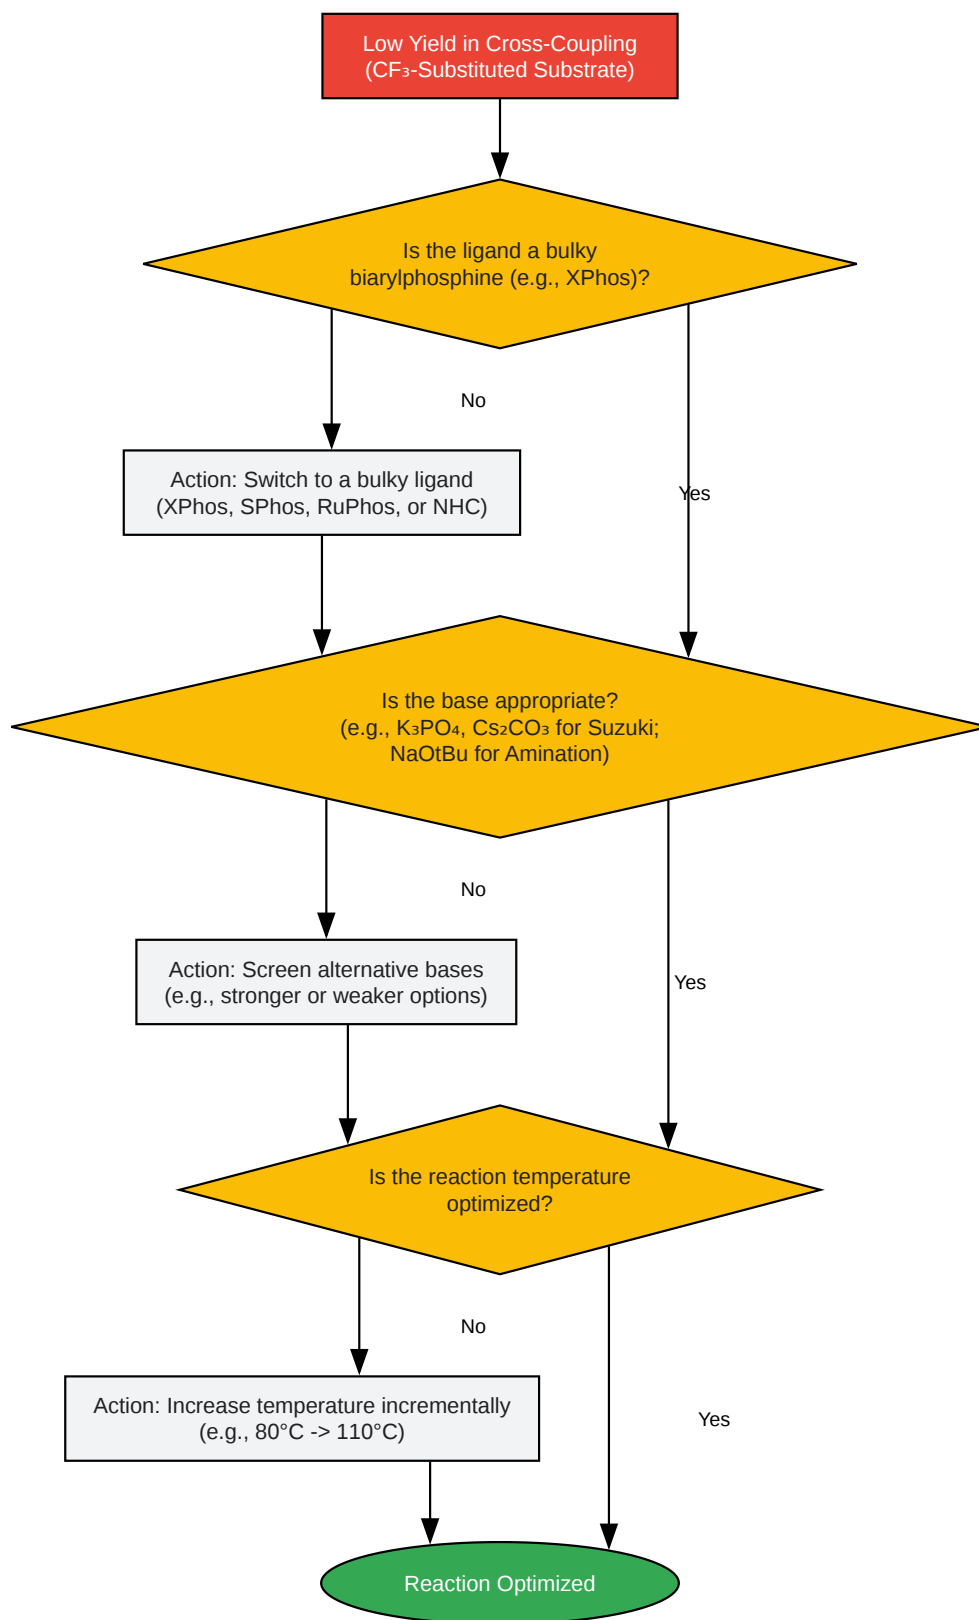 Low Yield in Cross-Coupling
(CF₃-Substituted Substrate)
Is the ligand a bulky
biarylphosphine (e.g., XPhos)?
No
Action: Switch to a bulky ligand
(XPhos, SPhos, RuPhos, or NHC)
Yes
Is the base appropriate?
(e.g., K₃PO₄, Cs₂CO₃ for Suzuki;
NaOtBu for Amination)
No
Action: Screen alternative bases
(e.g., stronger or weaker options)
Yes
Is the reaction temperature
optimized?
No
Action: Increase temperature incrementally
(e.g., 80°C -> 110°C)
Yes
Reaction Optimized